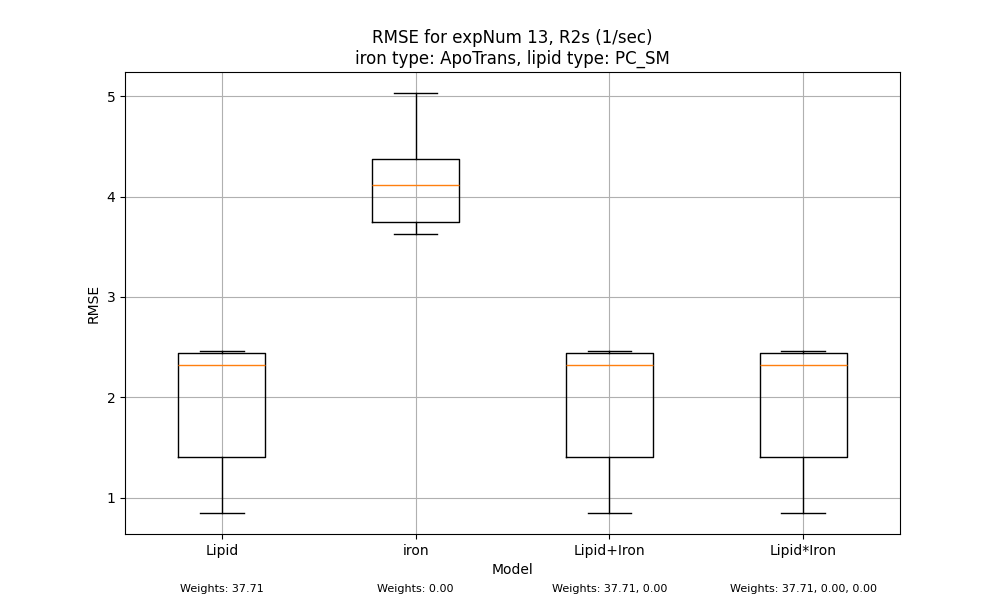 RMSE for expNum 13, R2s (1/sec)
iron type: ApoTrans, lipid type: PC_SM
5
4
3
2
1
RMSE
Lipid
iron
Lipid+Iron
Lipid*Iron
Model
Weights: 37.71
Weights: 0.00
Weights: 37.71, 0.00
Weights: 37.71, 0.00, 0.00